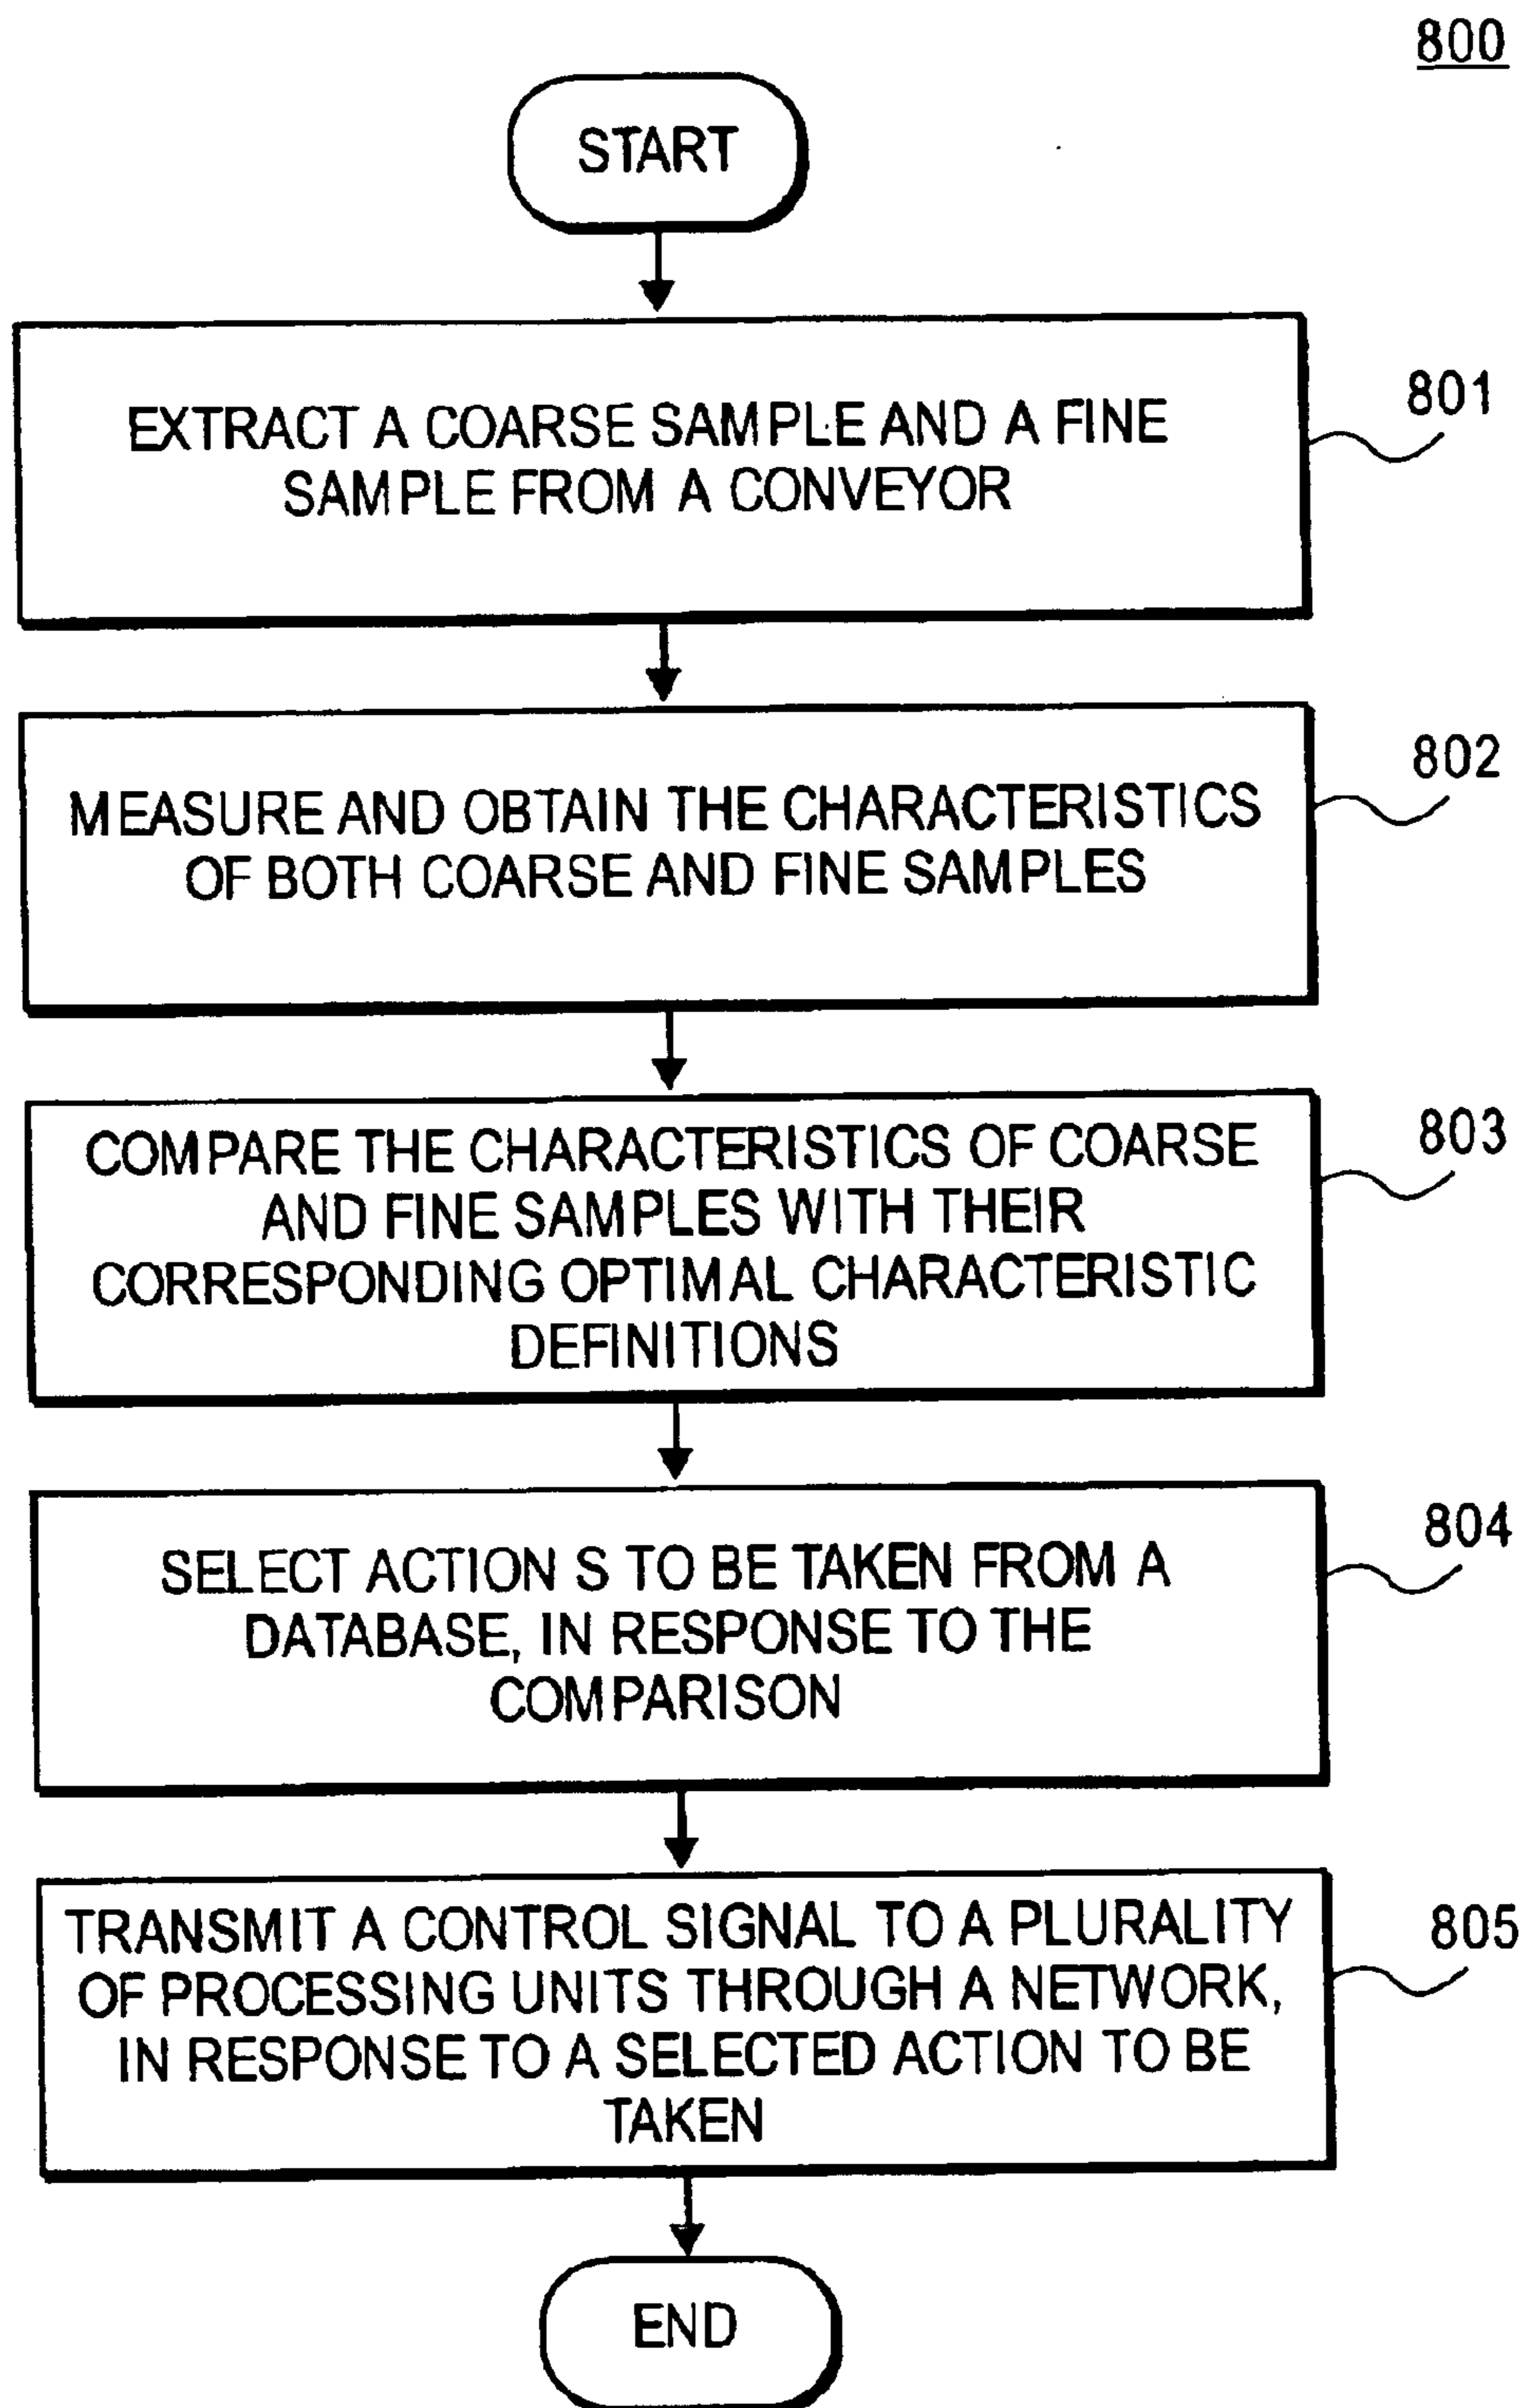 800
START
EXTRACT A COARSE SAMPLE AND A FINE
SAMPLE FROM A CONVEYOR
801
MEASURE AND OBTAIN THE CHARACTERISTICS
OF BOTH COARSE AND FINE SAMPLES
802
COMPARE THE CHARACTERISTICS OF COARSE
AND FINE SAMPLES WITH THEIR
CORRESPONDING OPTIMAL CHARACTERISTIC
DEFINITIONS
803
SELECT ACTION S TO BE TAKEN FROM A
DATABASE, IN RESPONSE TO THE
COMPARISON
804
TRANSMIT A CONTROL SIGNAL TO A PLURALITY
OF PROCESSING UNITS THROUGH A NETWORK,
IN RESPONSE TO A SELECTED ACTION TO BE
TAKEN
805
END